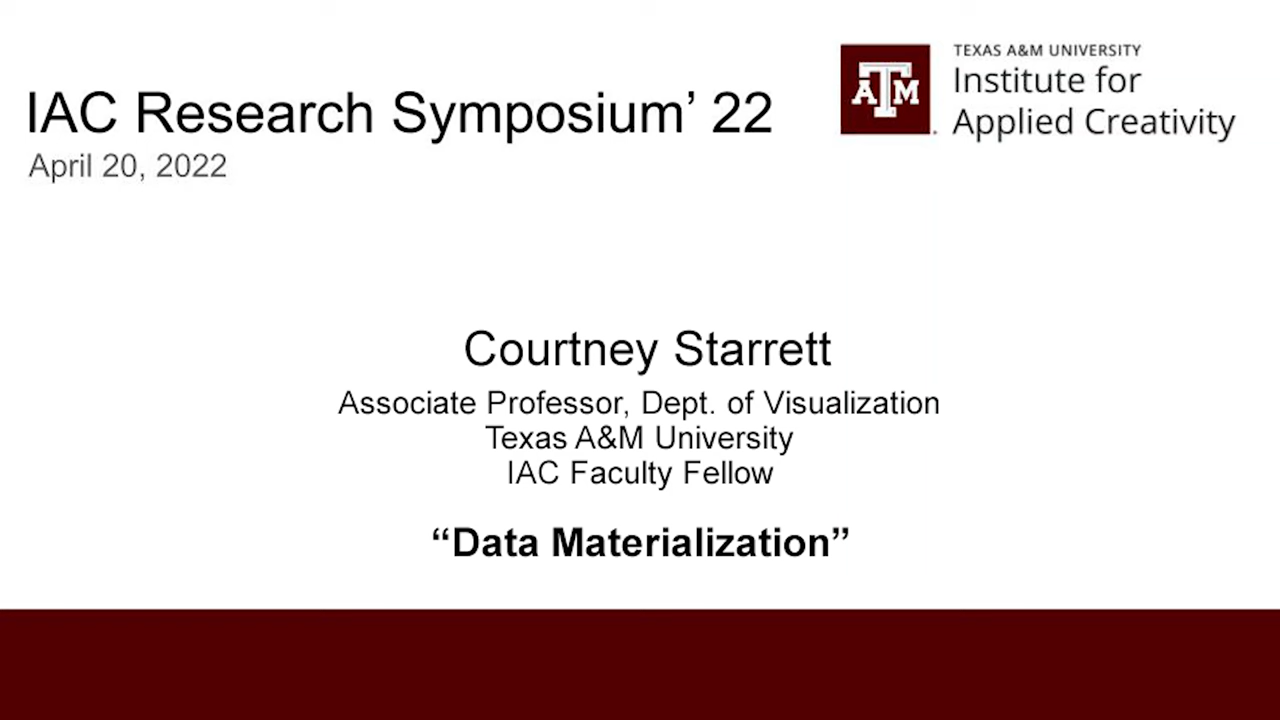 IAC Research Symposium’ 22
April 20, 2022
ATM
TEXAS A&M UNIVERSITY
Institute for
Applied Creativity
Courtney Starrett
Associate Professor, Dept. of Visualization
Texas A&M University
IAC Faculty Fellow
“Data Materialization”